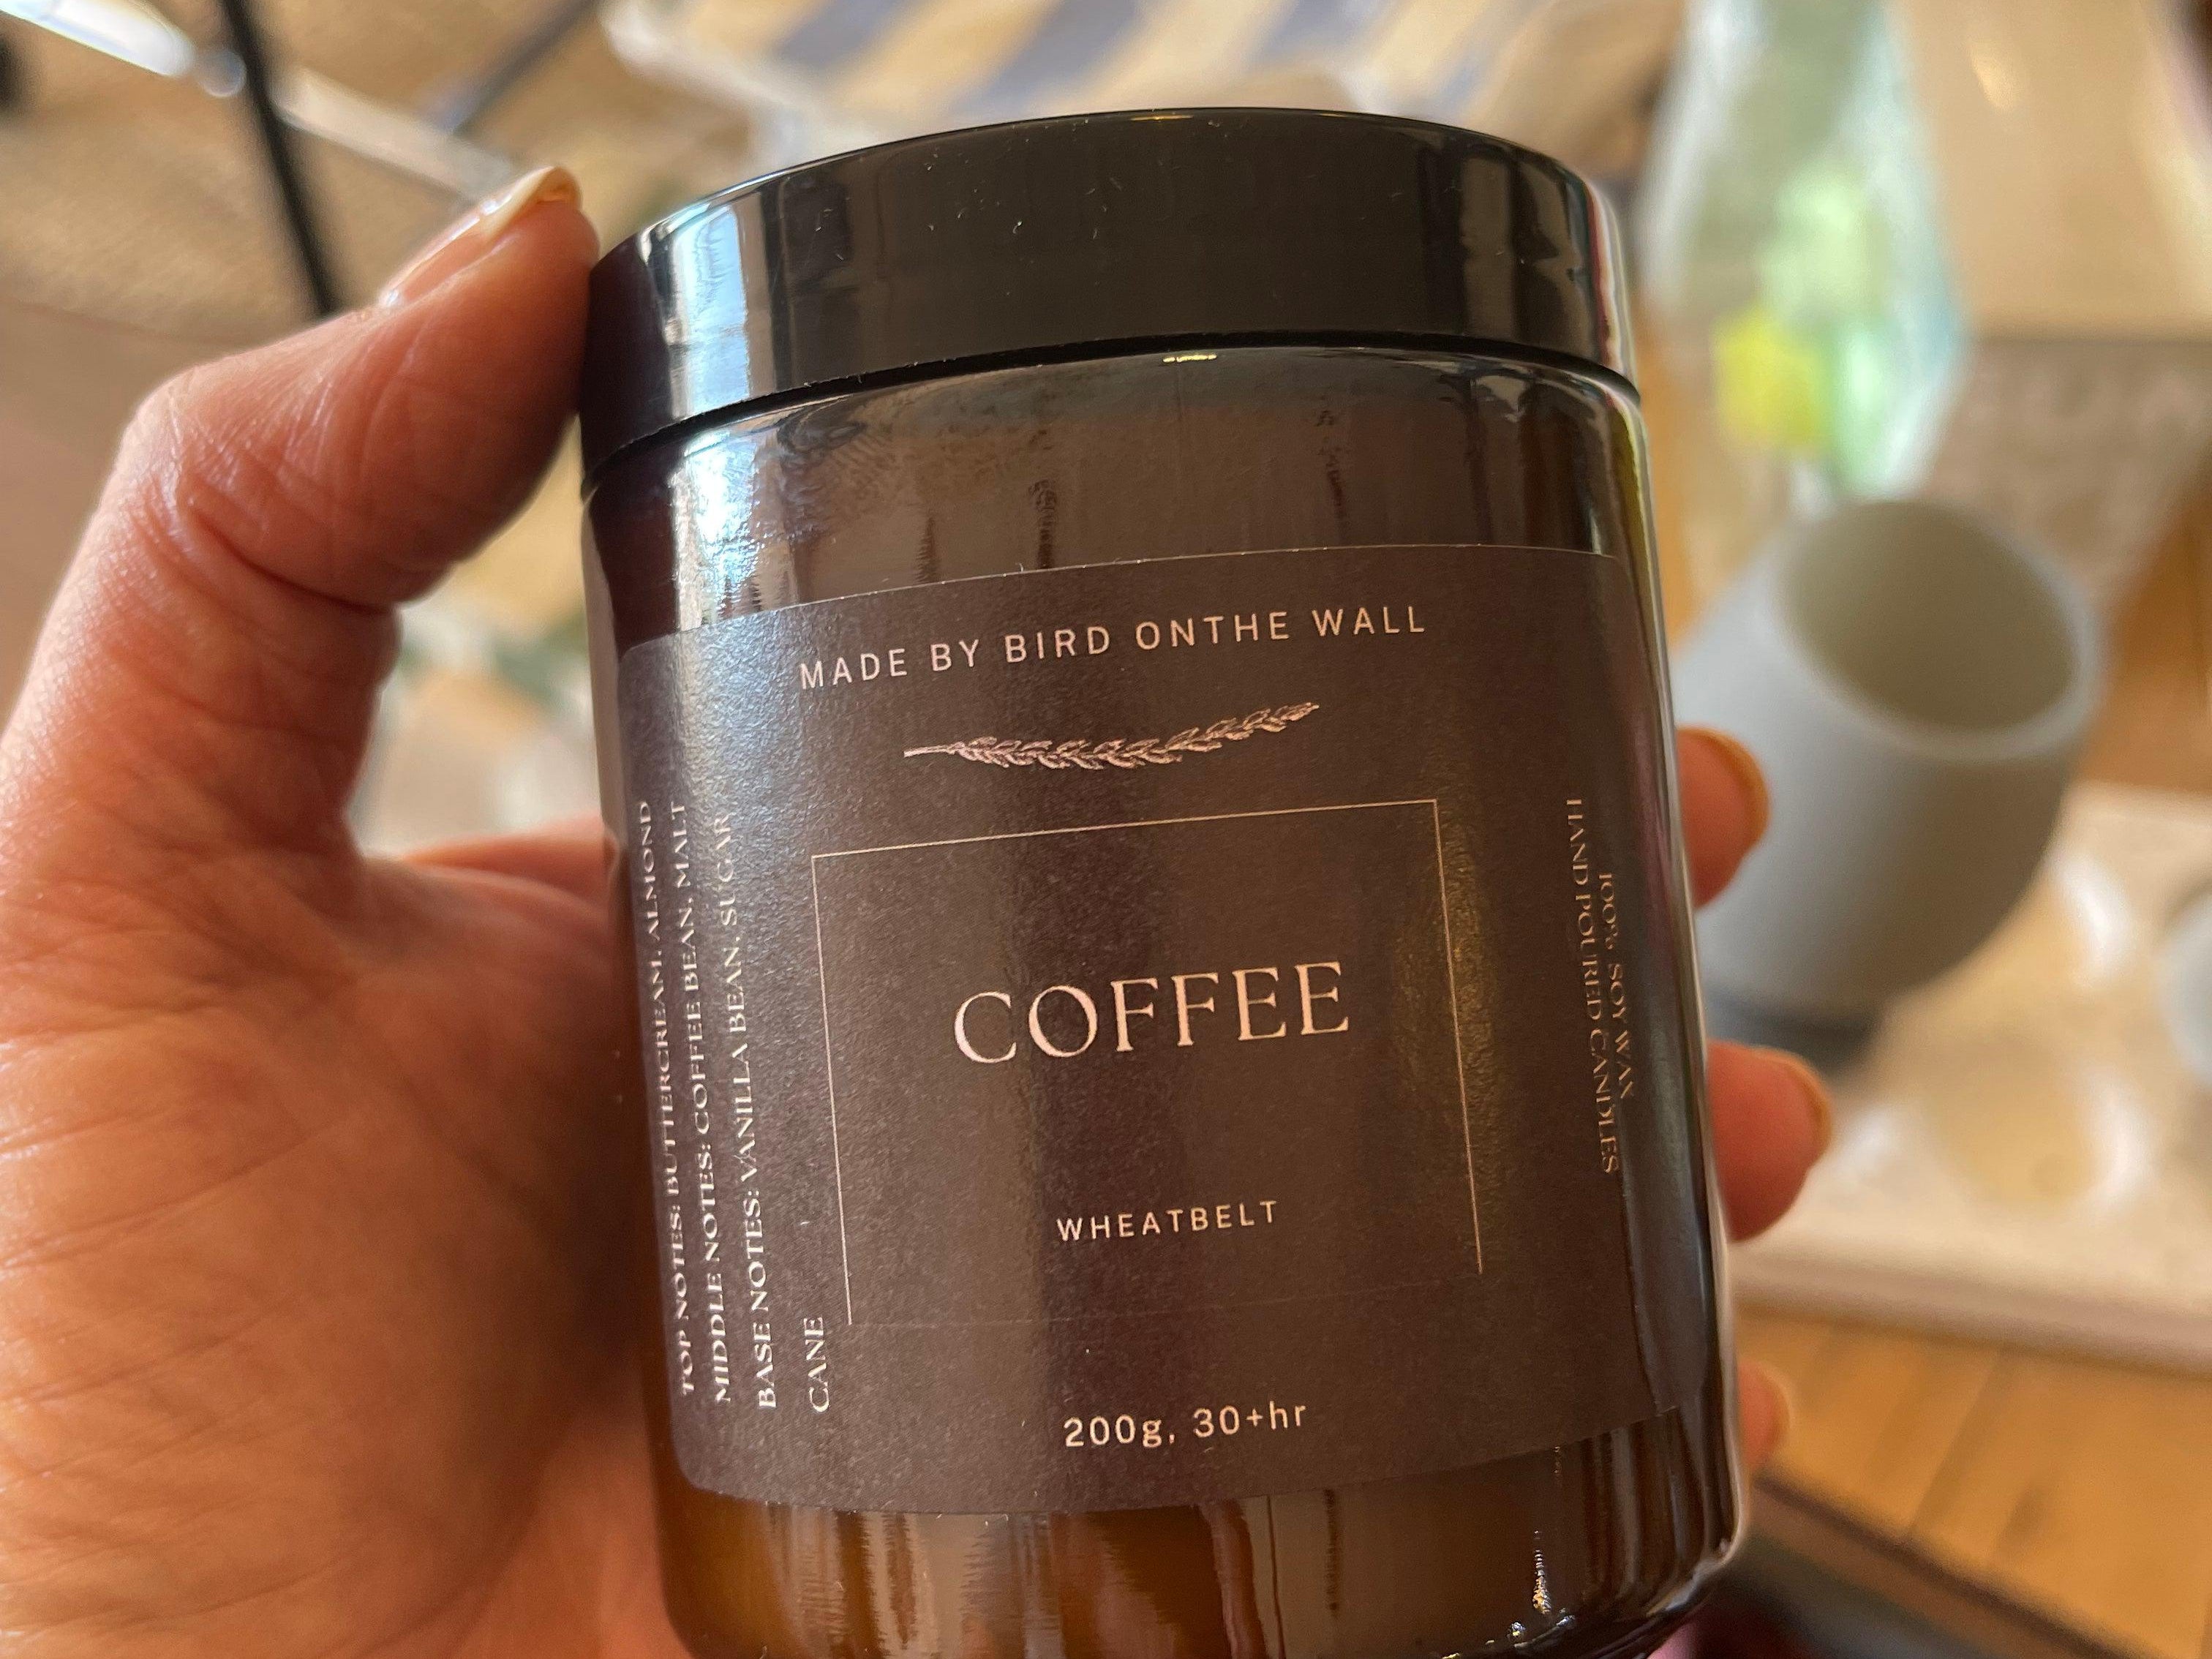 MADE BY BIRD ONTHE WALL
COFFEE
WHEATBELT
200g, 30+hr
TOP NOTES: BUTTERCREAM, ALMOND
MIDDLE NOTES: COFFEE BEAN, MALT
BASE NOTES: VANILLA BEAN, SUGAR
CANE
100% SOY WAX
HAND POURED CANDLES